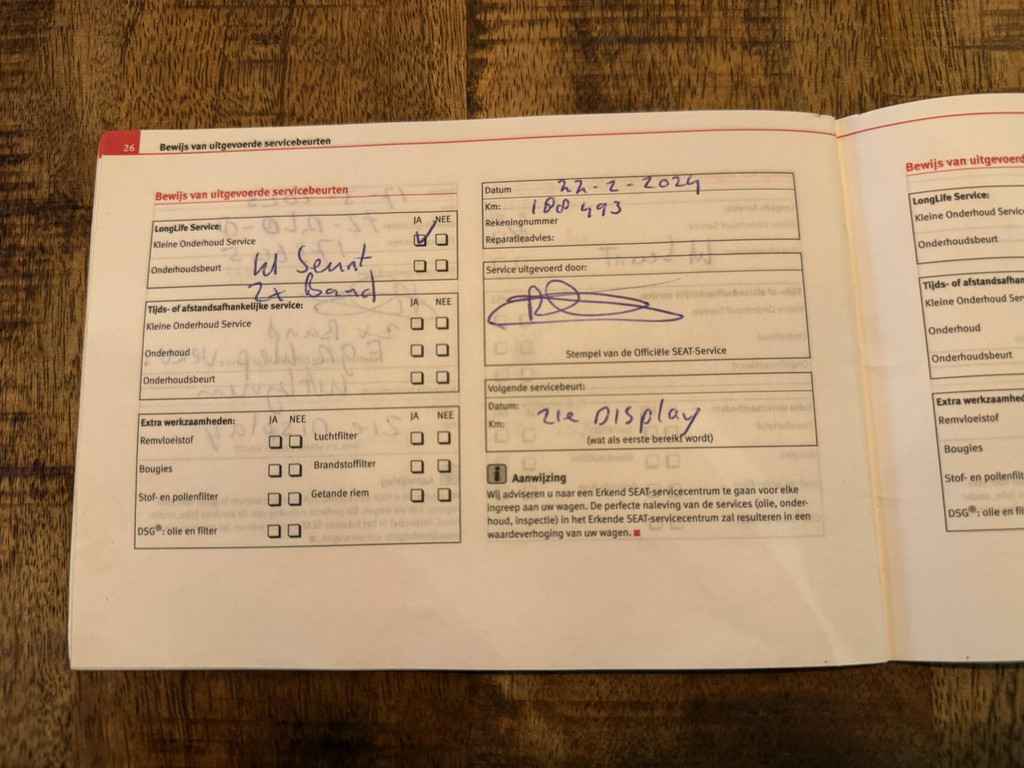 26 Bewijs van uitgevoerde servicebeurten
Bewijs van uitgevoerde servicebeurten
LongLife Service: JA NEE
Kleine Onderhoud Service
Onderhoudsbeurt
2x Band
Tijds- of afstandsafhankelijke service: JA NEE
Kleine Onderhoud Service
Onderhoud
Onderhoudsbeurt
Extra werkzaamheden: JA NEE JA NEE
Remvloeistof Luchtfilter
Bougies Brandstoffilter
Stof- en pollenfilter Getande riem
DSG®: olie en filter
Datum 22-2-2024
Km: 188 493
Rekeningnummer
Reparatieadvies:
Service uitgevoerd door:
Stempel van de Officiële SEAT-Service
Volgende servicebeurt:
Datum:
Km: zie Display
(wat als eerste bereikt wordt)
i Aanwijzing
Wij adviseren u naar een Erkend SEAT-servicecentrum te gaan voor elke
ingreep aan uw wagen. De perfecte naleving van de services (olie, onder-
houd, inspectie) in het Erkende SEAT-servicecentrum zal resulteren in een
waardeverhoging van uw wagen.
Bewijs van uitgevoerd
LongLife Service:
Kleine Onderhoud Ser
Onderhoudsbeurt
Tijds- of afstandsafhan
Kleine Onderhoud Ser
Onderhoud
Onderhoudsbeurt
Extra werkzaamhed
Remvloeistof
Bougies
Stof- en pollenfilt
DSG®: olie en filt